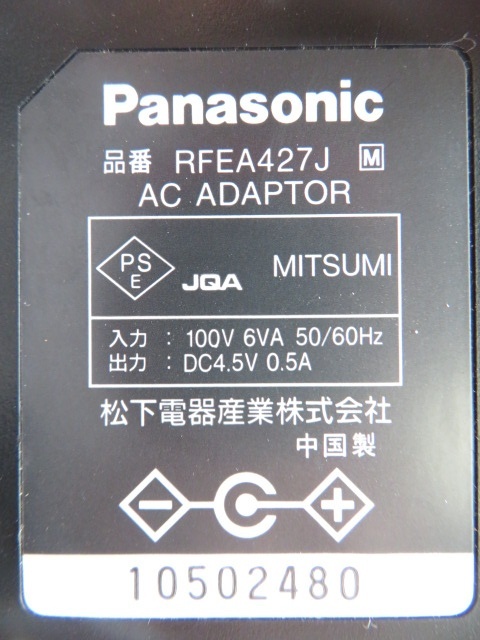 Panasonic
品番 RFEA427J M
AC ADAPTOR
PS
E
JQA MITSUMI
入力 : 100V 6VA 50/60Hz
出力 : DC4.5V 0.5A
松下電器産業株式会社
中国製
− +
10502480